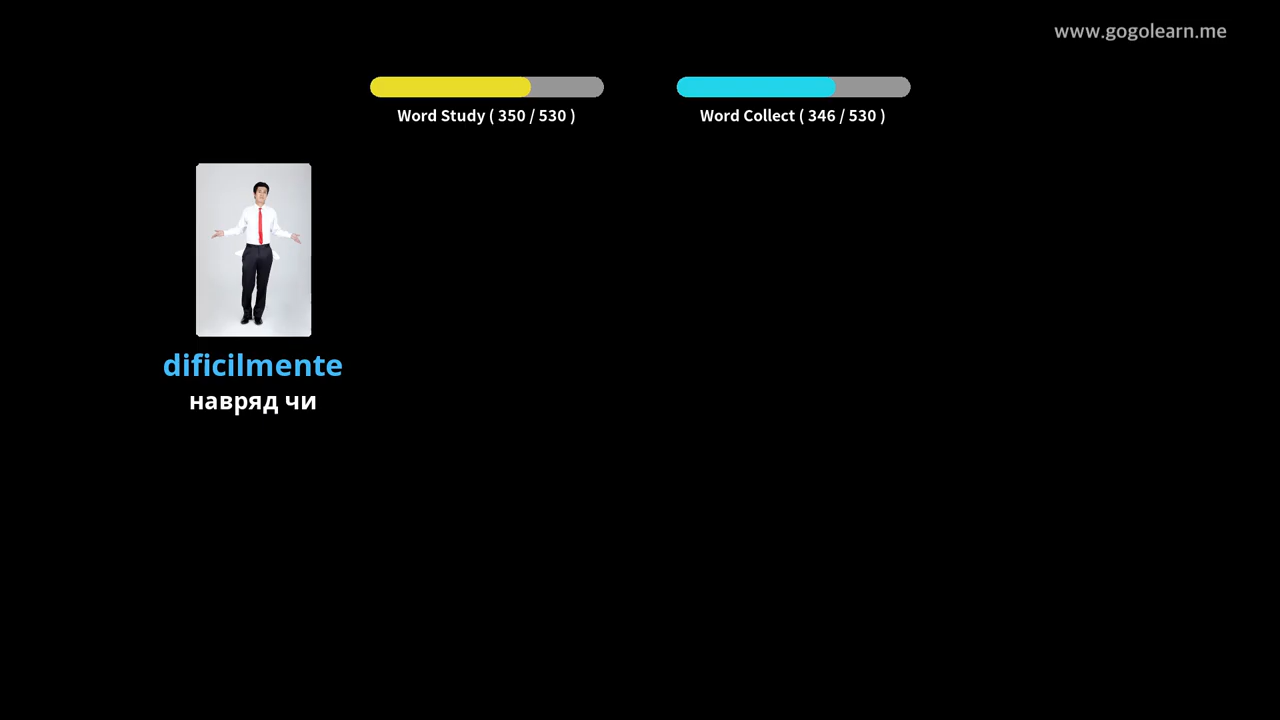 www.gogolearn.me
Word Study ( 350 / 530 )
Word Collect ( 346 / 530 )
dificilmente
навряд чи